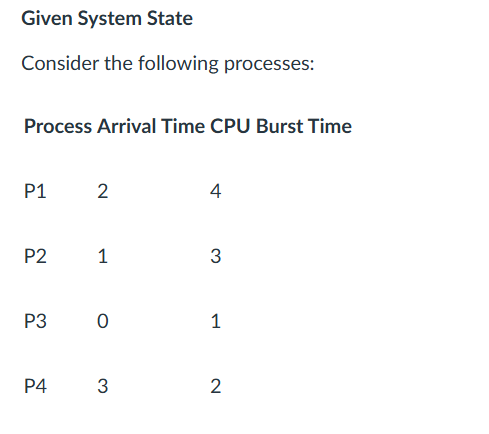 Given System State
Consider the following processes:
Process Arrival Time CPU Burst Time
P1 2 4
P2 1 3
P3 0 1
P4 3 2